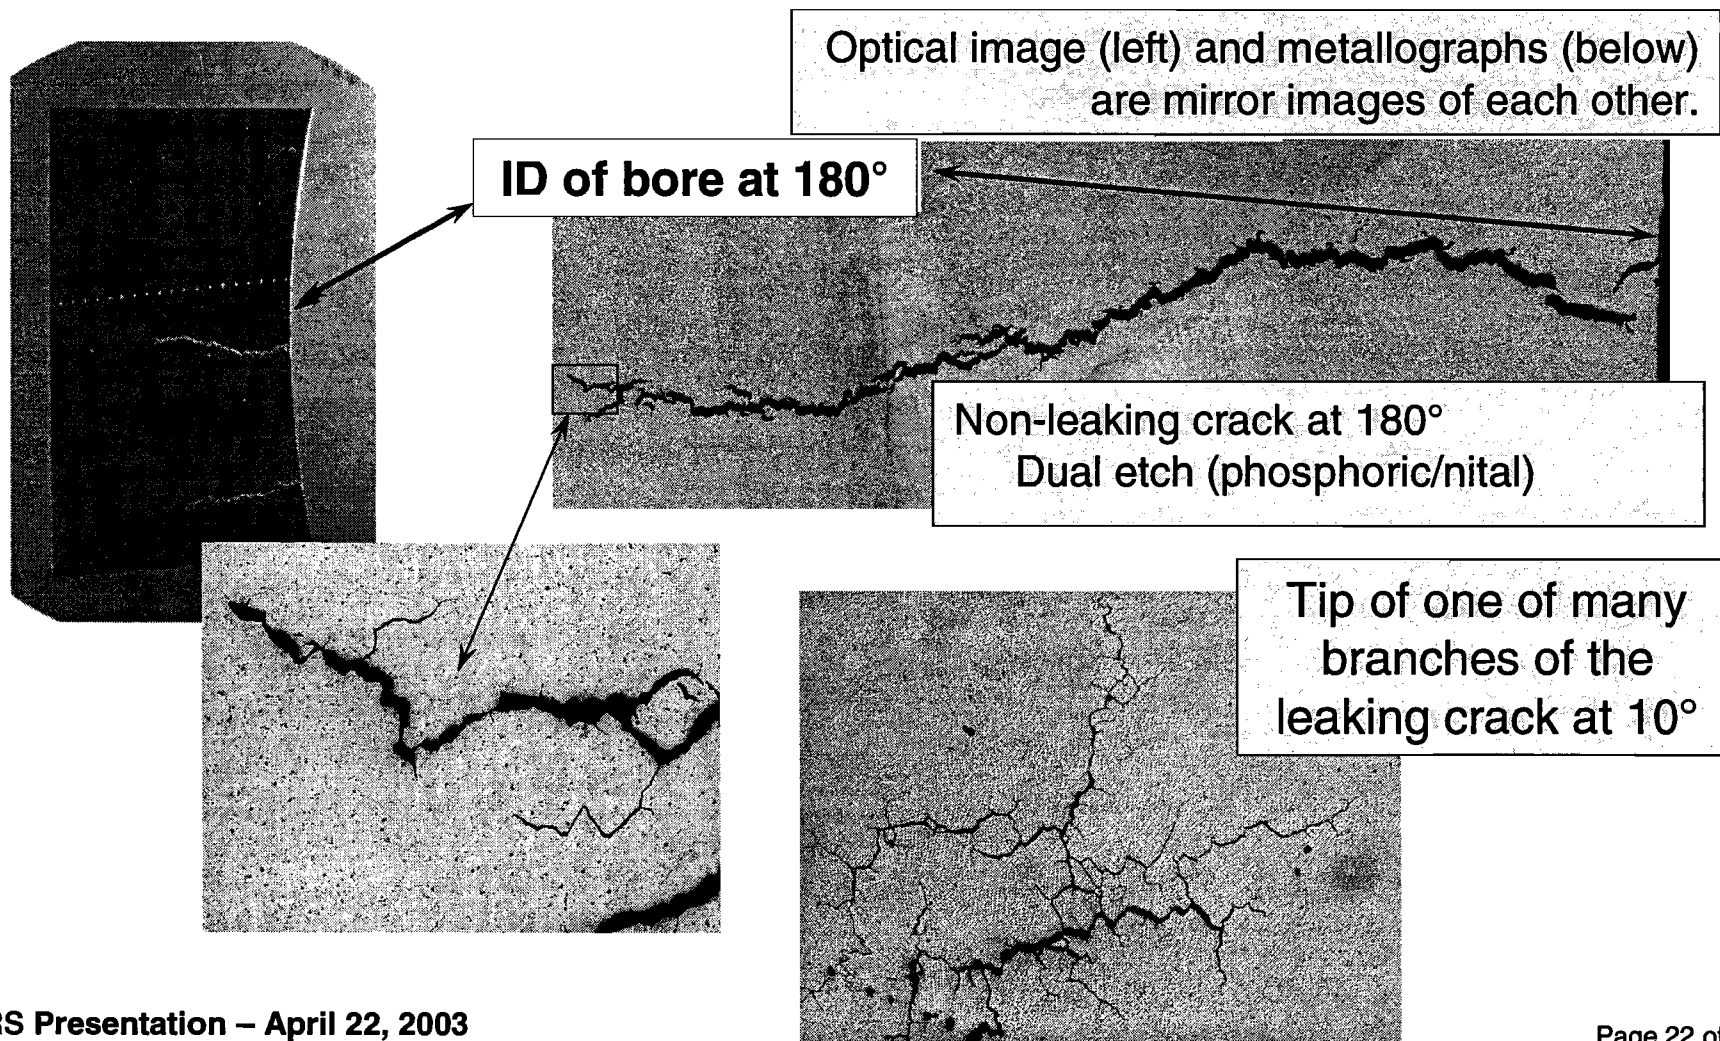 Optical image (left) and metallographs (below)
are mirror images of each other.
ID of bore at 180°
Non-leaking crack at 180°
Dual etch (phosphoric/nital)
Tip of one of many
branches of the
leaking crack at 10°
RS Presentation – April 22, 2003
Page 22 of